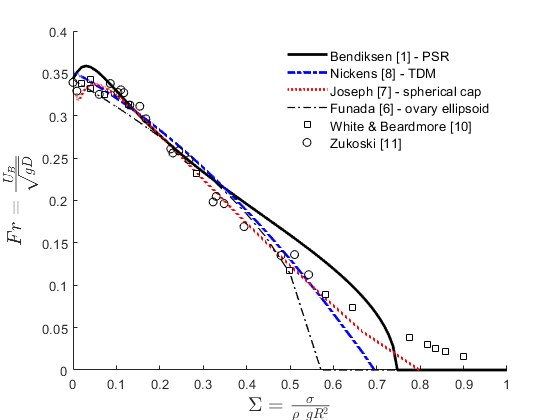 0.4
0.35
0.3
0.25
0.2
0.15
0.1
0.05
0
Fr = U_B / √gD
Bendiksen [1] - PSR
Nickens [8] - TDM
Joseph [7] - spherical cap
Funada [6] - ovary ellipsoid
White & Beardmore [10]
Zukoski [11]
0 0.1 0.2 0.3 0.4 0.5 0.6 0.7 0.8 0.9 1
Σ = σ / ρ gR²